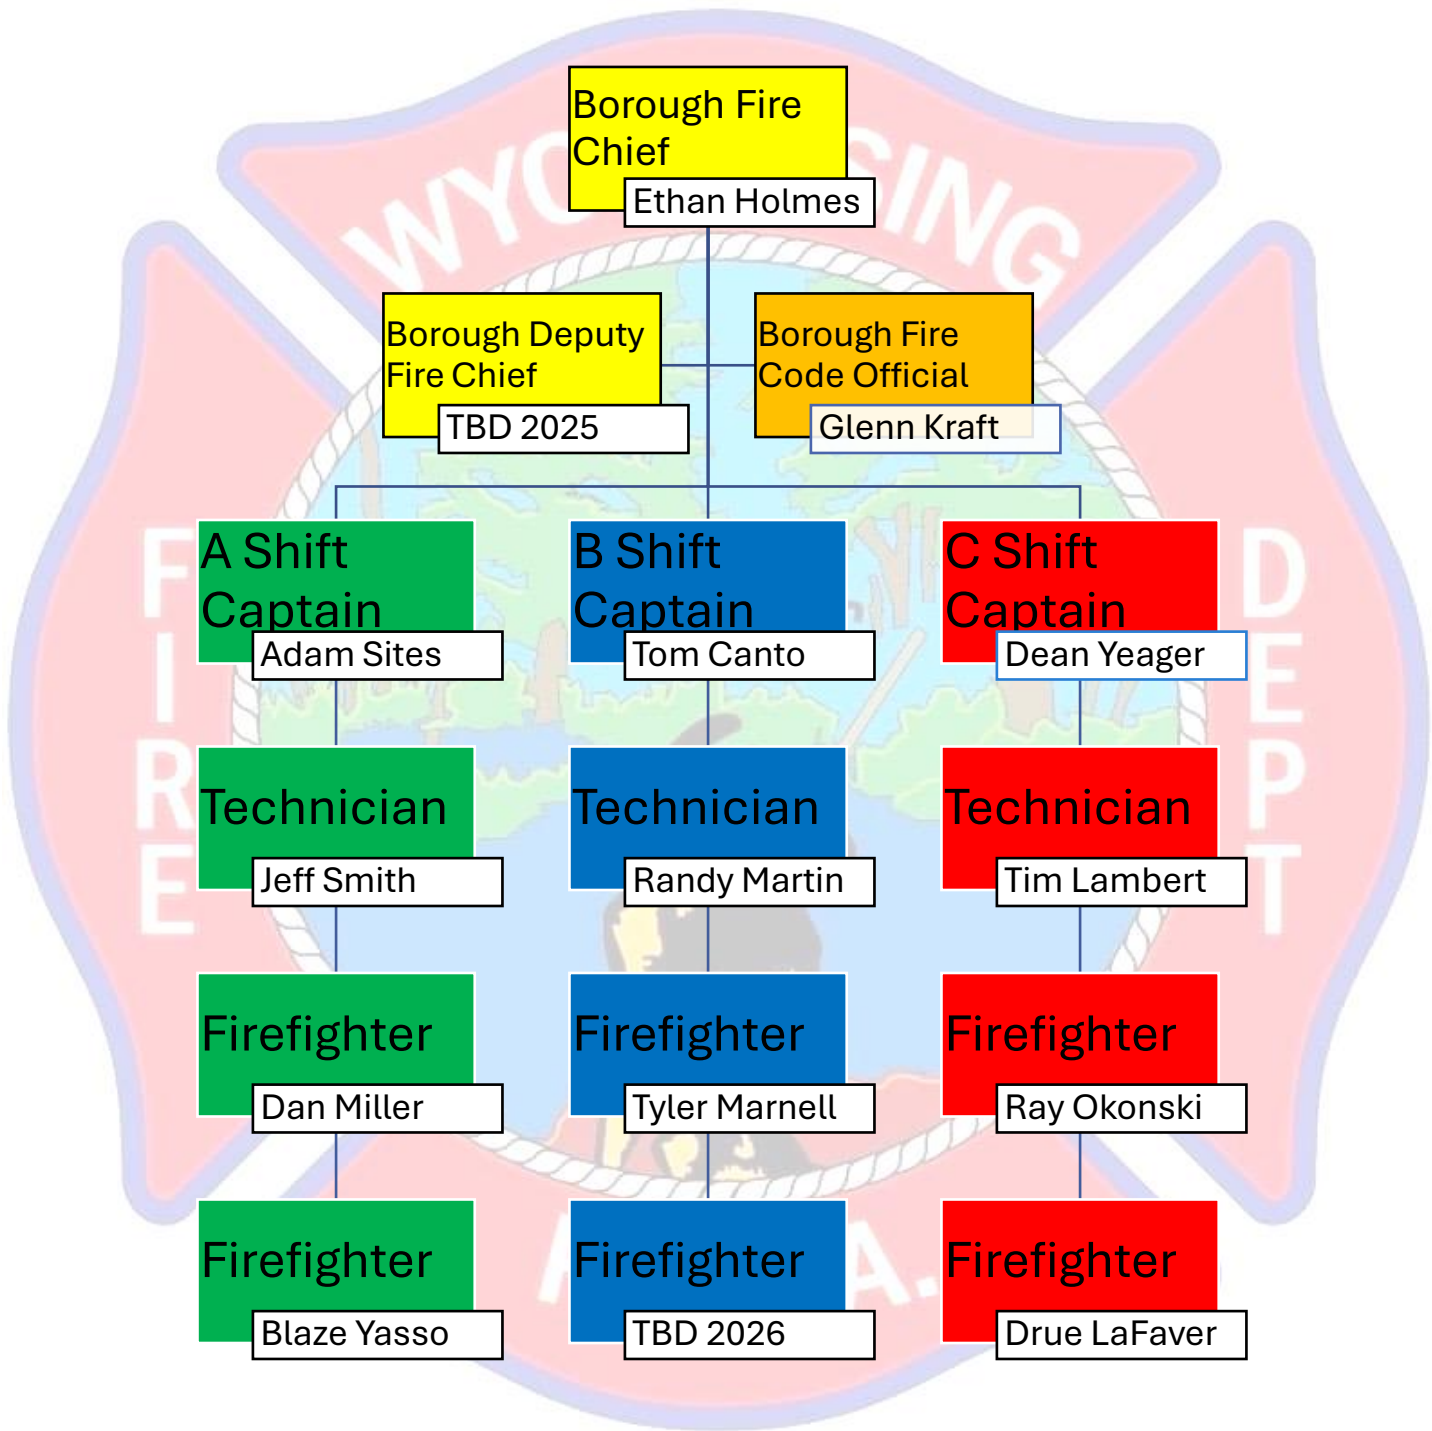 Borough Fire
Chief
Ethan Holmes
Borough Deputy
Fire Chief
TBD 2025
Borough Fire
Code Official
Glenn Kraft
A Shift
Captain
Adam Sites
B Shift
Captain
Tom Canto
C Shift
Captain
Dean Yeager
Technician
Jeff Smith
Technician
Randy Martin
Technician
Tim Lambert
Firefighter
Dan Miller
Firefighter
Tyler Marnell
Firefighter
Ray Okonski
Firefighter
Blaze Yasso
Firefighter
TBD 2026
Firefighter
Drue LaFaver
FIRE
DEPT